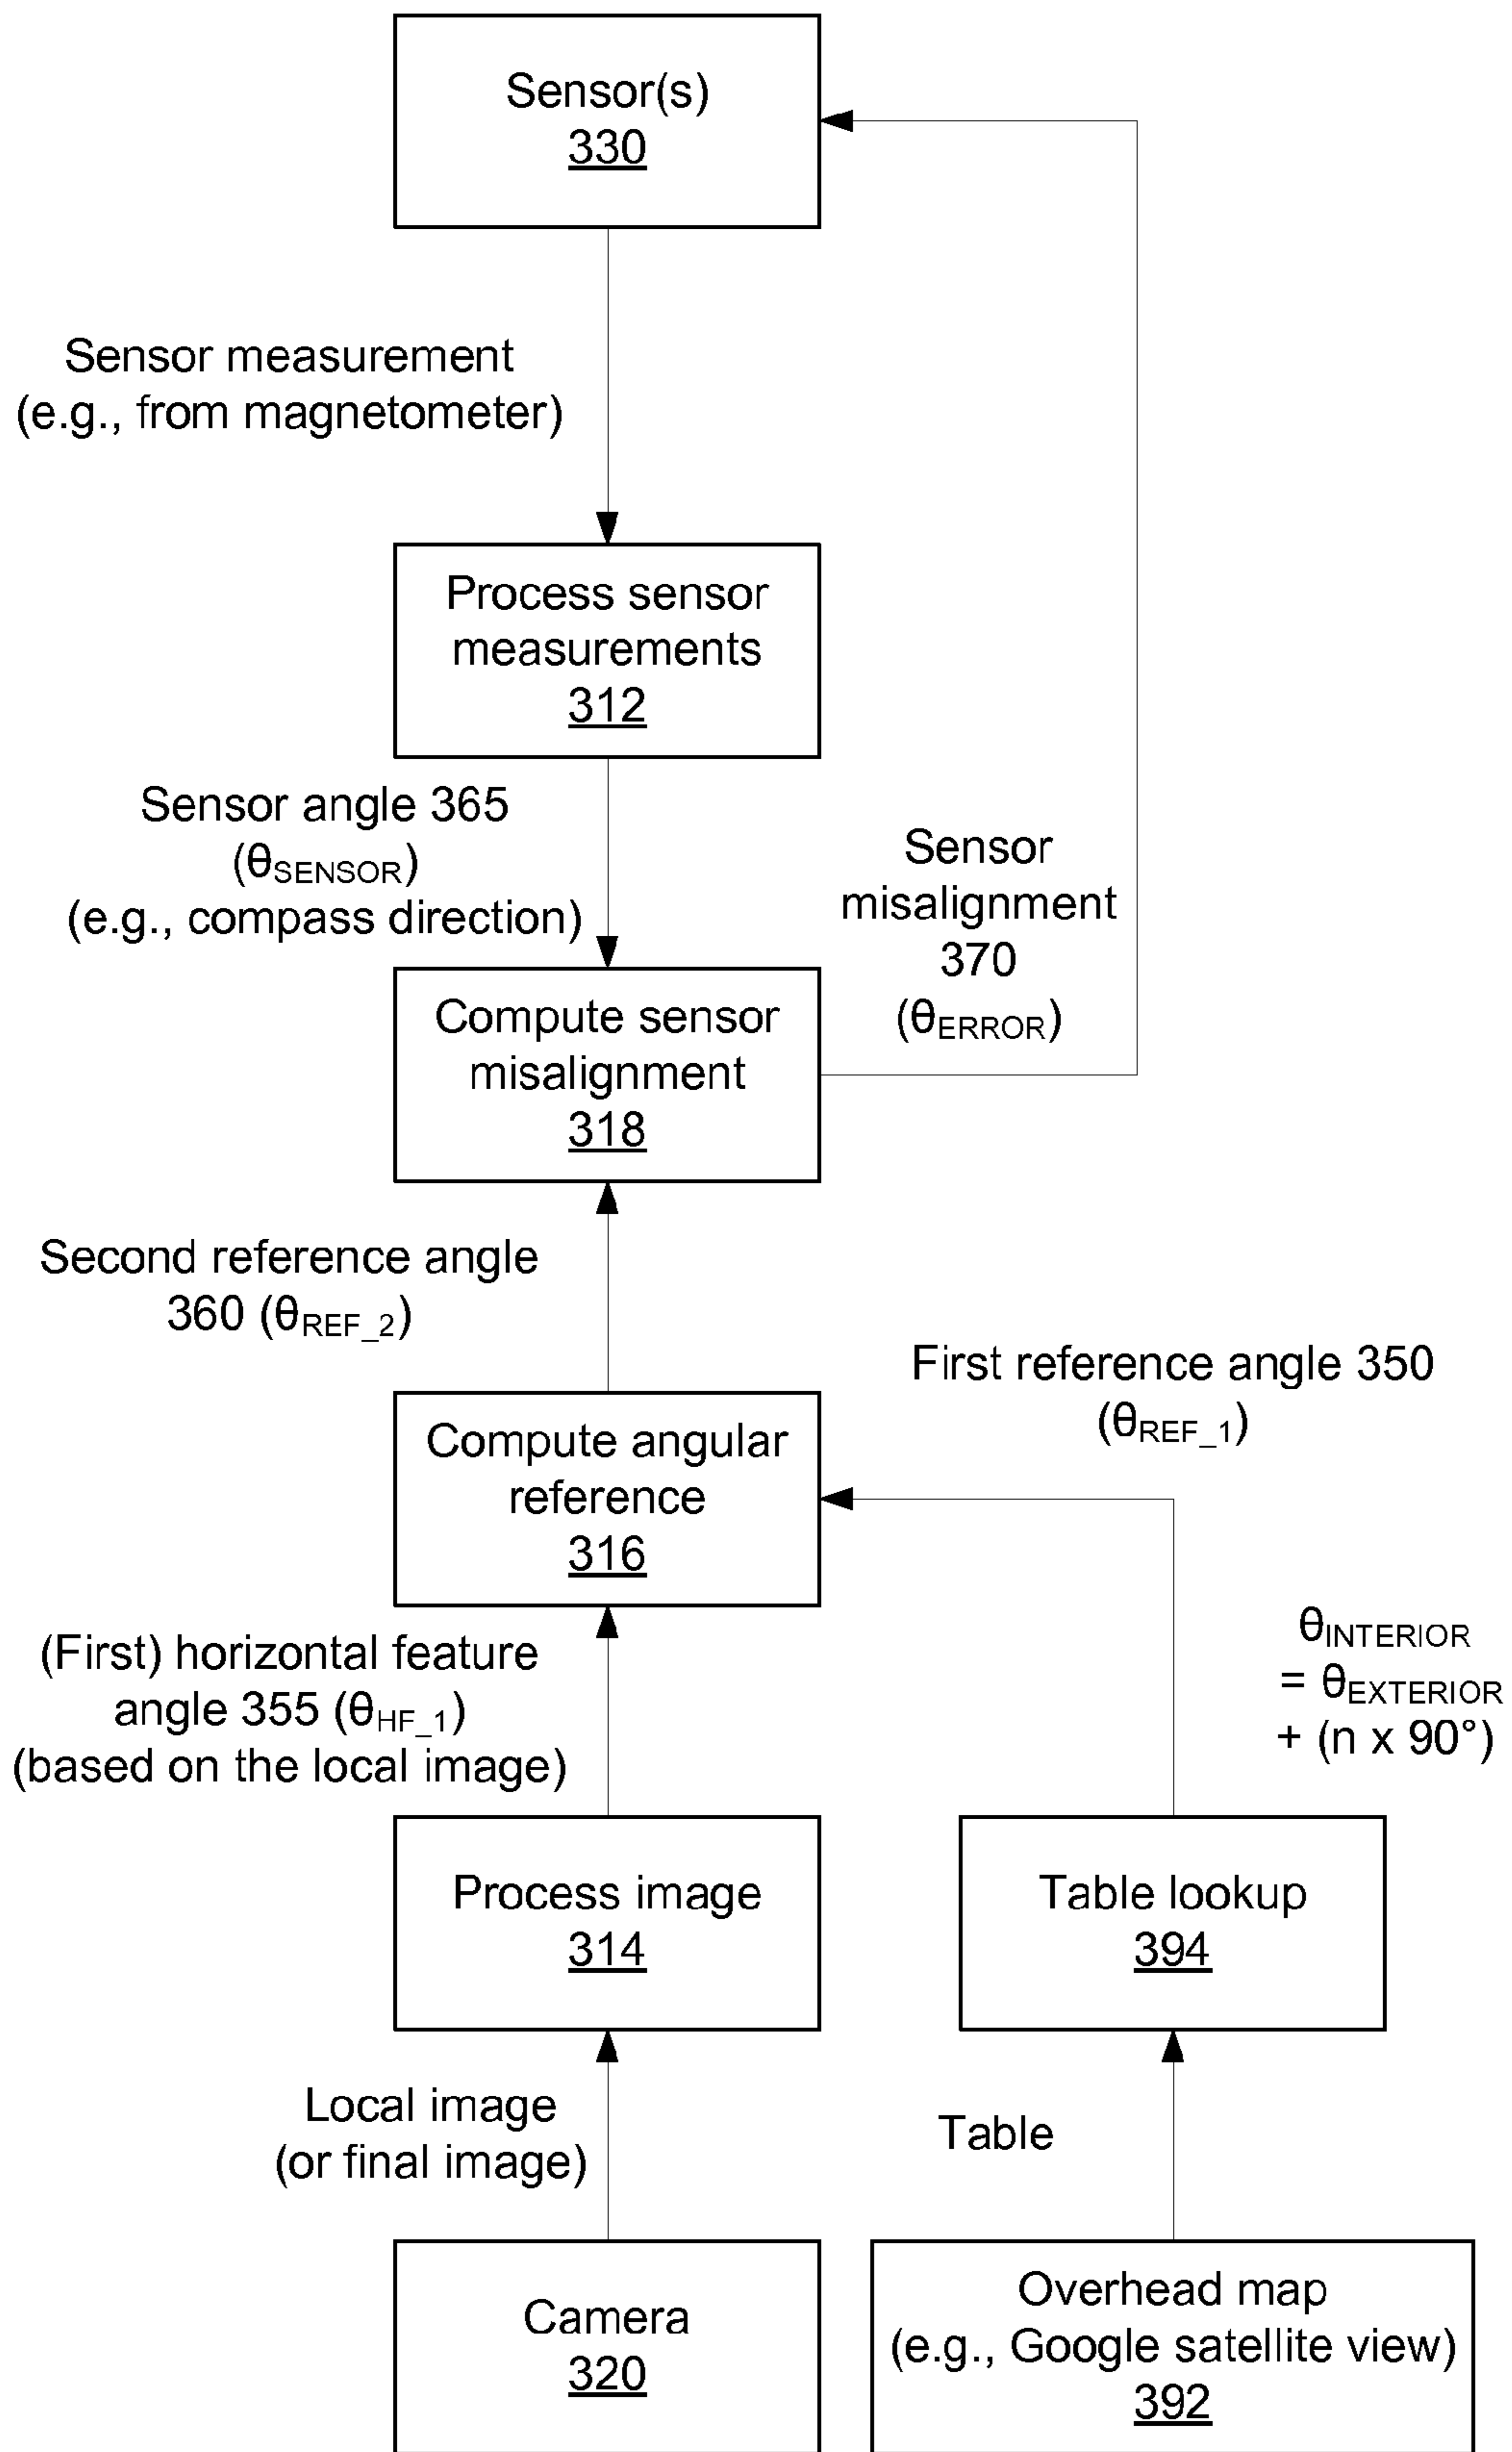 Sensor(s)
330
Sensor measurement
(e.g., from magnetometer)
Process sensor
measurements
312
Sensor angle 365
(θSENSOR)
(e.g., compass direction)
Sensor
misalignment
370
(θERROR)
Compute sensor
misalignment
318
Second reference angle
360 (θREF_2)
First reference angle 350
(θREF_1)
Compute angular
reference
316
(First) horizontal feature
angle 355 (θHF_1)
(based on the local image)
θINTERIOR
= θEXTERIOR
+ (n x 90°)
Process image
314
Table lookup
394
Local image
(or final image)
Table
Camera
320
Overhead map
(e.g., Google satellite view)
392